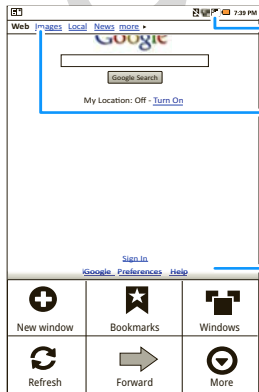 7:39 PM
Web Images Local News more
Google
Google Search
My Location: Off - Turn On
Sign In
iGoogle Preferences Help
New window Bookmarks Windows
Refresh Forward More